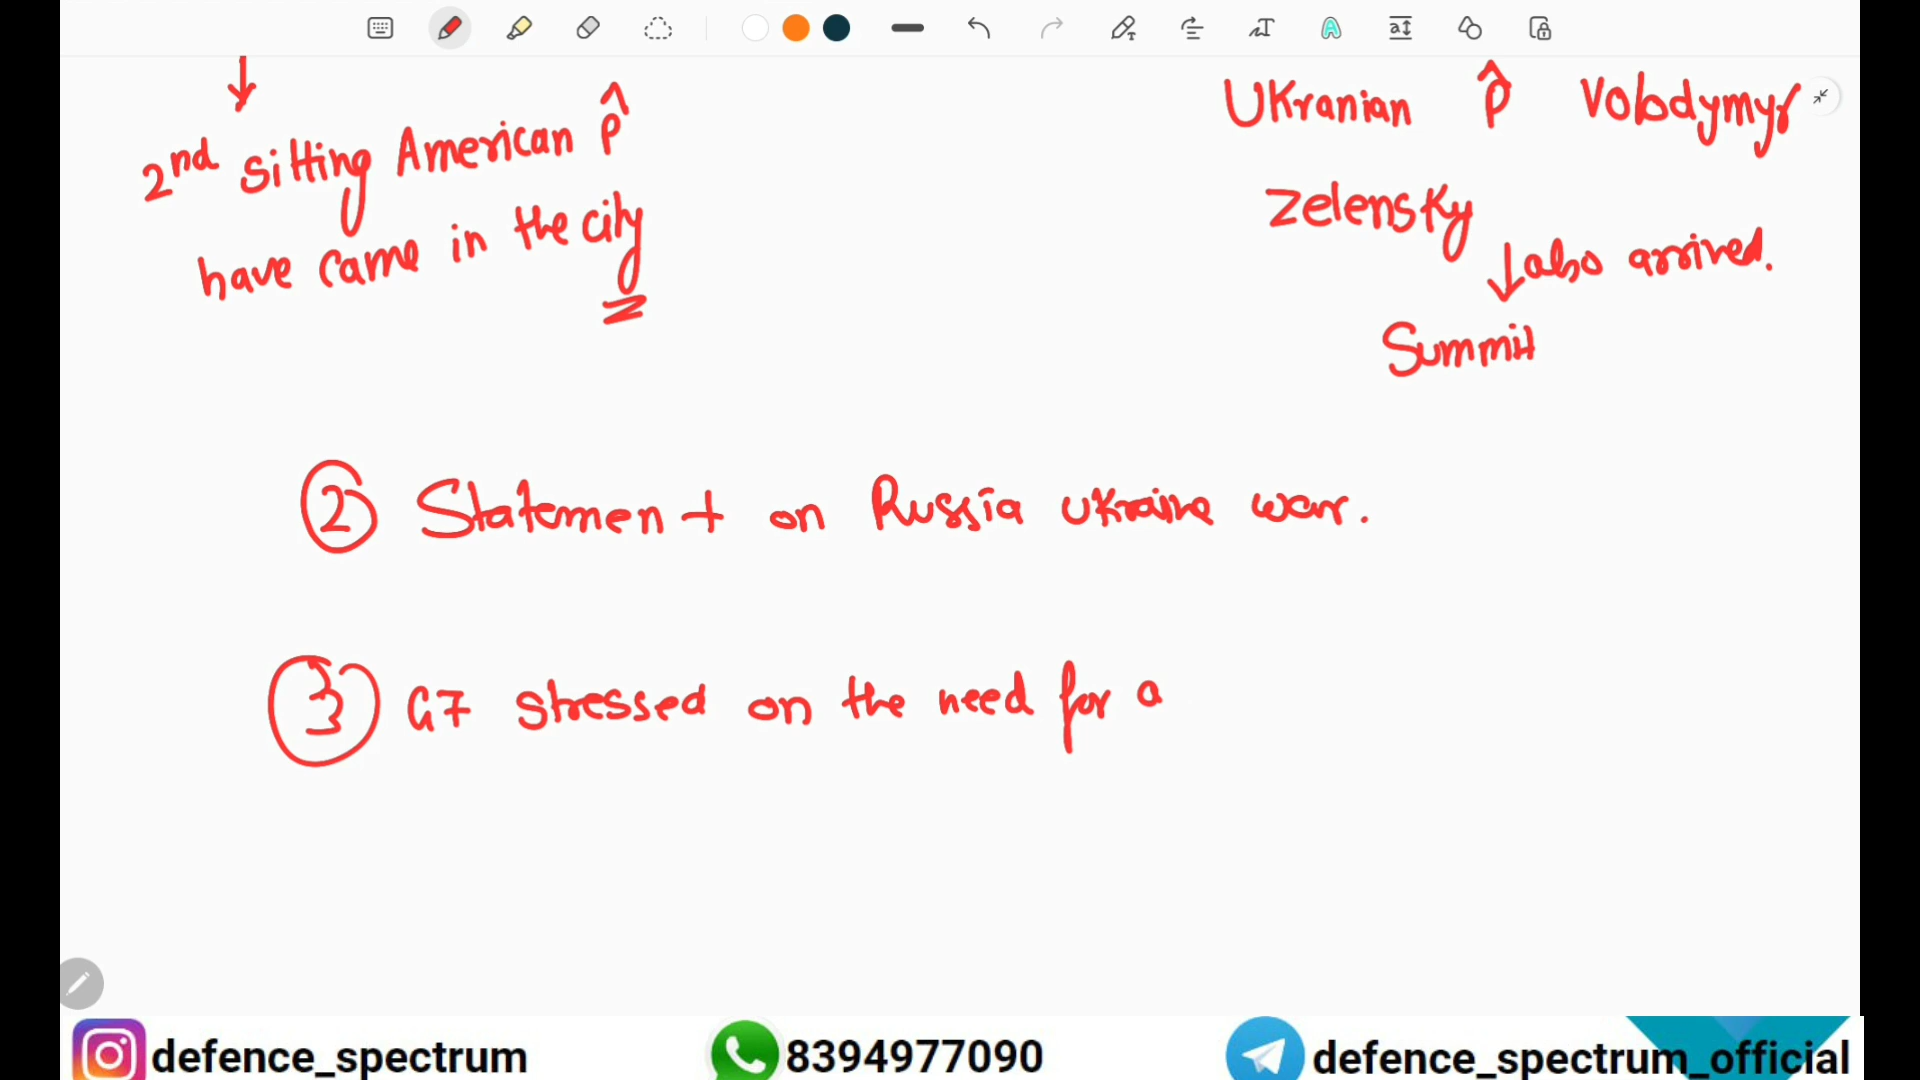 2nd sitting American P̂
have came in the city
Ukranian P̂ Volodymyr
Zelensky
also arrived.
Summit
② Statement on Russia Ukraine war.
③ G7 stressed on the need for a
defence_spectrum
8394977090
defence_spectrum_official